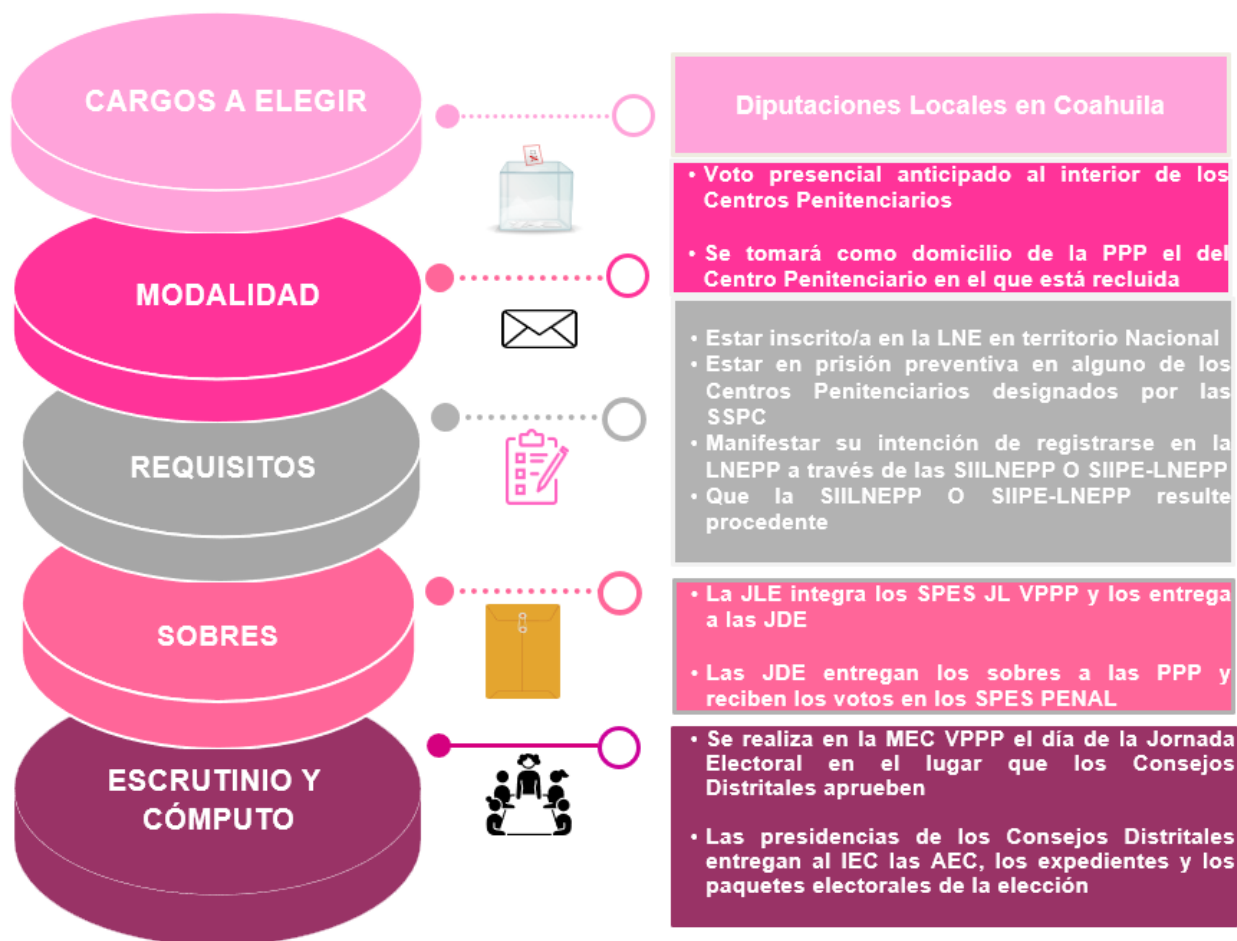 CARGOS A ELEGIR
Diputaciones Locales en Coahuila
MODALIDAD
• Voto presencial anticipado al interior de los
Centros Penitenciarios
• Se tomará como domicilio de la PPP el del
Centro Penitenciario en el que está recluida
REQUISITOS
• Estar inscrito/a en la LNE en territorio Nacional
• Estar en prisión preventiva en alguno de los
Centros Penitenciarios designados por las
SSPC
• Manifestar su intención de registrarse en la
LNEPP a través de las SIILNEPP O SIIPE-LNEPP
• Que la SIILNEPP O SIIPE-LNEPP resulte
procedente
SOBRES
• La JLE integra los SPES JL VPPP y los entrega
a las JDE
• Las JDE entregan los sobres a las PPP y
reciben los votos en los SPES PENAL
ESCRUTINIO Y
CÓMPUTO
• Se realiza en la MEC VPPP el día de la Jornada
Electoral en el lugar que los Consejos
Distritales aprueben
• Las presidencias de los Consejos Distritales
entregan al IEC las AEC, los expedientes y los
paquetes electorales de la elección